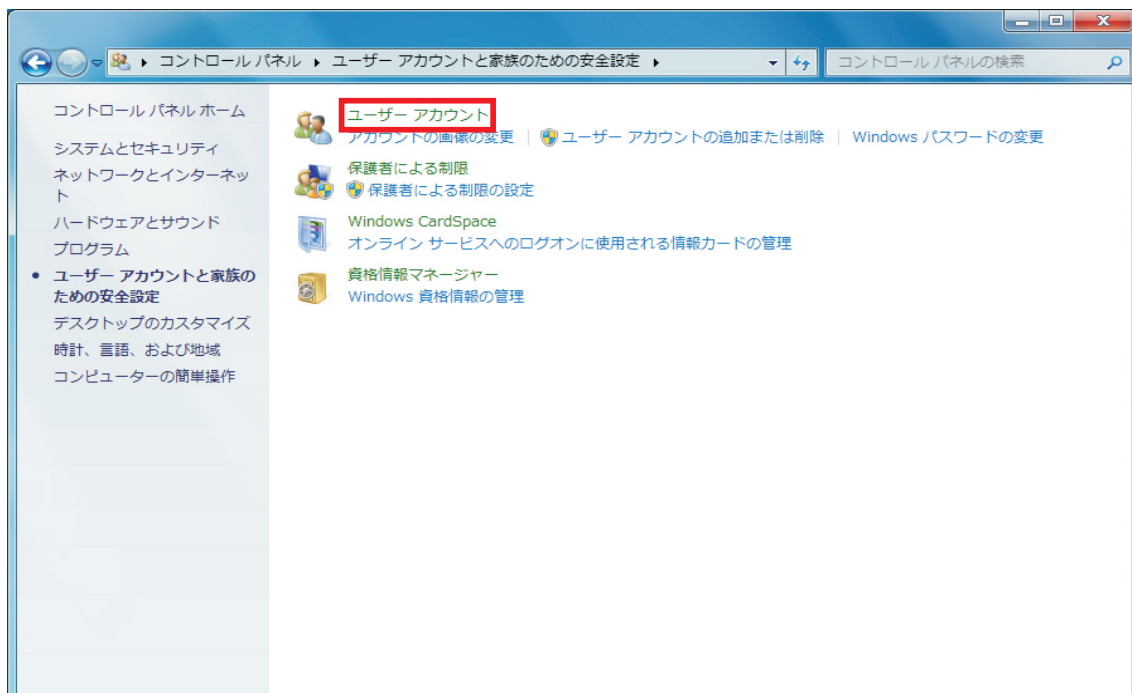 コントロール パネル ▸ ユーザー アカウントと家族のための安全設定 ▸
コントロール パネルの検索
コントロール パネル ホーム
システムとセキュリティ
ネットワークとインターネッ
ト
ハードウェアとサウンド
プログラム
ユーザー アカウントと家族の
ための安全設定
デスクトップのカスタマイズ
時計、言語、および地域
コンピューターの簡単操作
ユーザー アカウント
アカウントの画像の変更 | ユーザー アカウントの追加または削除 | Windows パスワードの変更
保護者による制限
保護者による制限の設定
Windows CardSpace
オンライン サービスへのログオンに使用される情報カードの管理
資格情報マネージャー
Windows 資格情報の管理